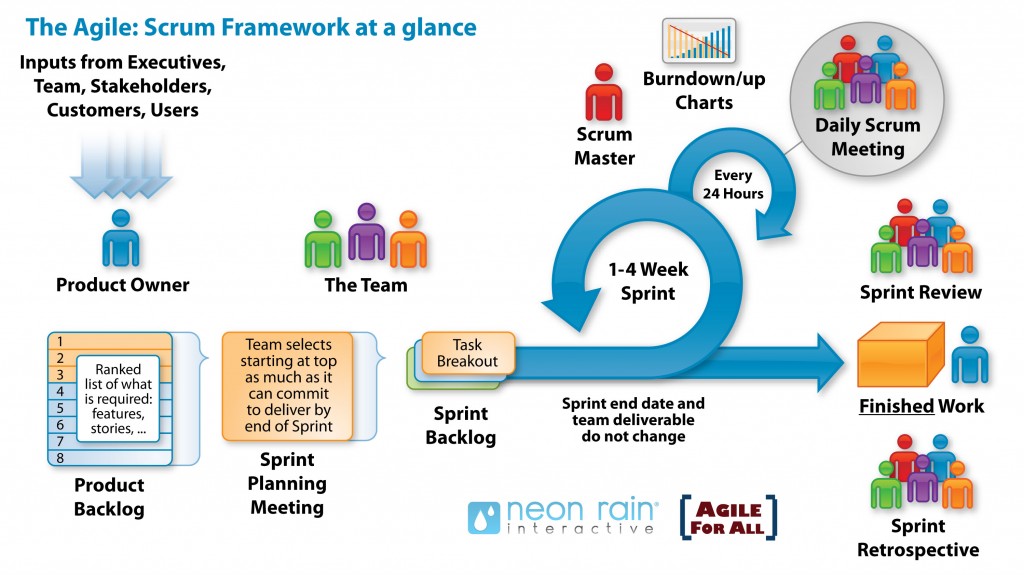 The Agile: Scrum Framework at a glance
Inputs from Executives,
Team, Stakeholders,
Customers, Users
Product Owner
The Team
Scrum
Master
Burndown/up
Charts
Daily Scrum
Meeting
Every
24 Hours
1-4 Week
Sprint
Sprint Review
1
2
3
4
5
6
7
8
Ranked
list of what
is required:
features,
stories, ...
Product
Backlog
Team selects
starting at top
as much as it
can commit
to deliver by
end of Sprint
Sprint
Planning
Meeting
Task
Breakout
Sprint
Backlog
Sprint end date and
team deliverable
do not change
Finished Work
Sprint
Retrospective
neon rain®
interactive
AGILE
FOR ALL